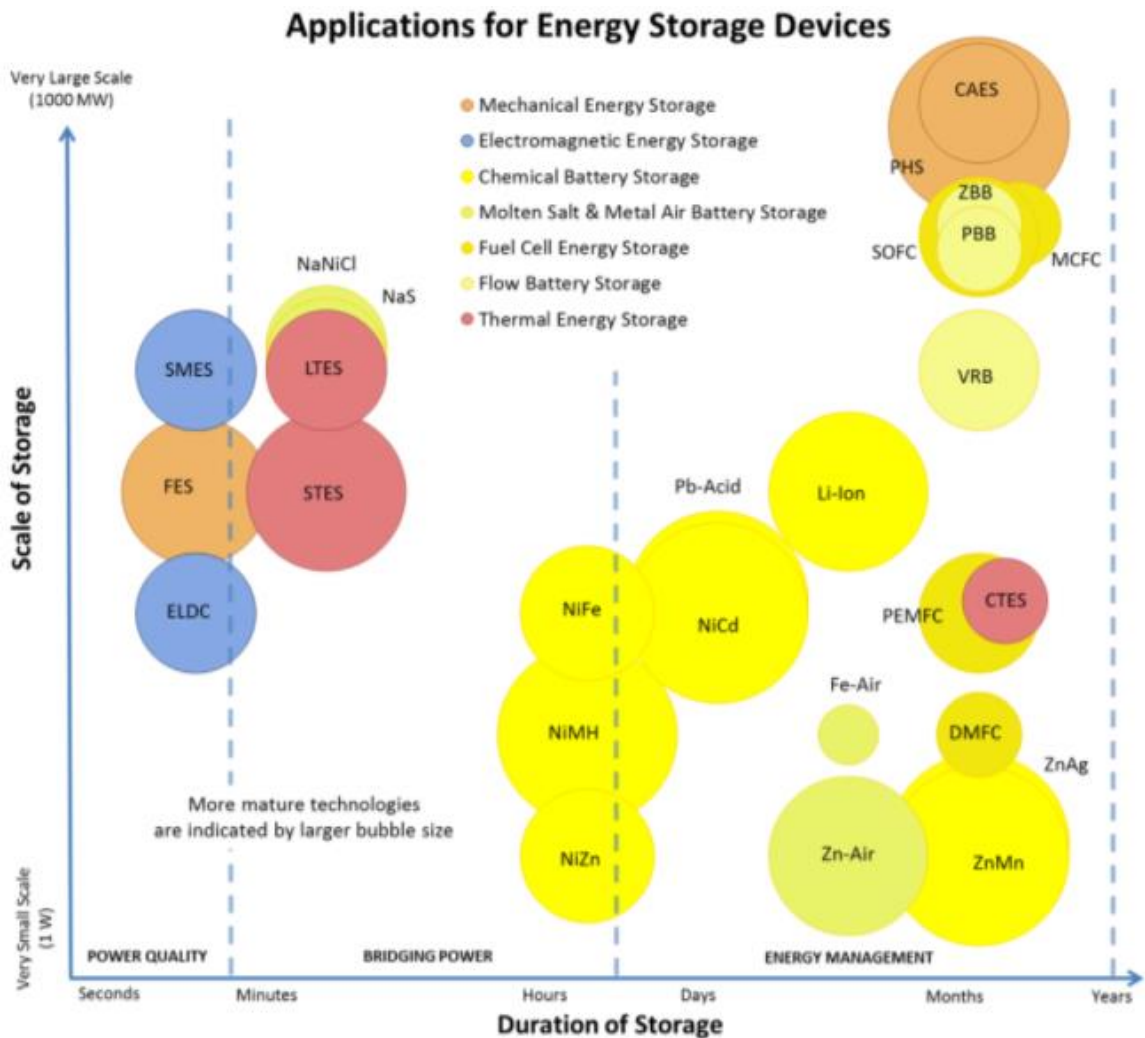 Applications for Energy Storage Devices
Very Large Scale
(1000 MW)
Mechanical Energy Storage
Electromagnetic Energy Storage
Chemical Battery Storage
Molten Salt & Metal Air Battery Storage
Fuel Cell Energy Storage
Flow Battery Storage
Thermal Energy Storage
CAES
PHS
ZBB
PBB
SOFC
MCFC
NaNiCl
NaS
SMES
LTES
VRB
FES
STES
Pb-Acid
Li-Ion
ELDC
NiFe
NiCd
PEMFC
CTES
Fe-Air
NiMH
DMFC
ZnAg
More mature technologies
are indicated by larger bubble size
NiZn
Zn-Air
ZnMn
Scale of Storage
Very Small Scale
(1 W)
POWER QUALITY
BRIDGING POWER
ENERGY MANAGEMENT
Seconds
Minutes
Hours
Days
Months
Years
Duration of Storage